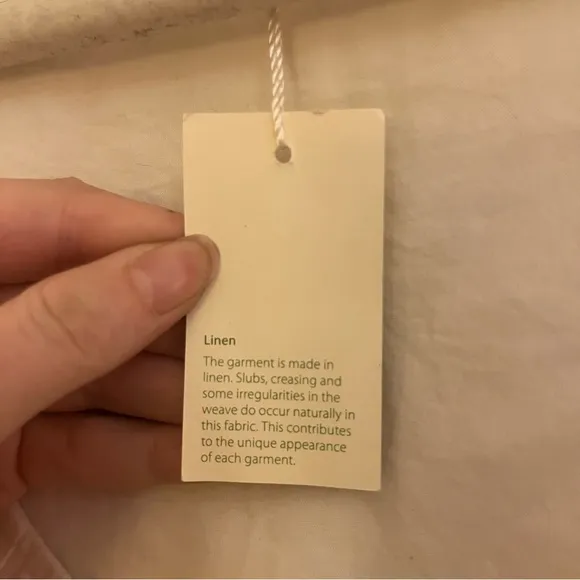 Linen
The garment is made in
linen. Slubs, creasing and
some irregularities in the
weave do occur naturally in
this fabric. This contributes
to the unique appearance
of each garment.